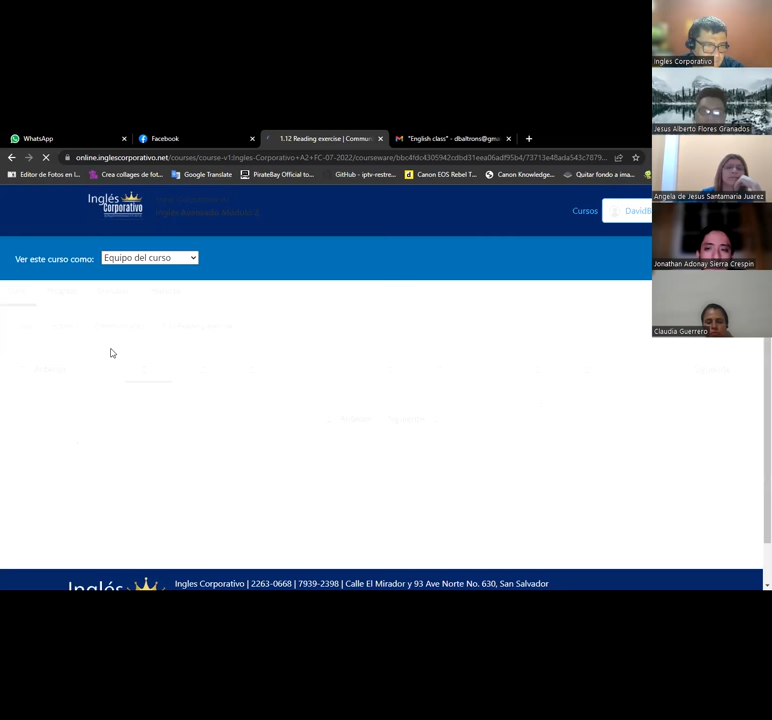 WhatsApp
Facebook
1.12 Reading exercise | Commun
"English class" - dbaltrons@gma
online.inglescorporativo.net/courses/course-v1:Ingles-Corporativo+A2+FC-07-2022/courseware/bbc4fdc4305942cdbd31eea06adf95b4/73713e48ada543c7879...
Editor de Fotos en l...
Crea collages de fot...
Google Translate
PirateBay Official to...
GitHub - iptv-restre...
Canon EOS Rebel T...
Canon Knowledge...
Quitar fondo a ima...
Inglés
Corporativo
Cursos
DavidB
Ver este curso como:
Equipo del curso
Inglés
Ingles Corporativo | 2263-0668 | 7939-2398 | Calle El Mirador y 93 Ave Norte No. 630, San Salvador
Ingles Corporativo
Jesus Alberto Flores Granados
Angela de Jesus Santamaria Juarez
Jonathan Adonay Sierra Crespin
Claudia Guerrero